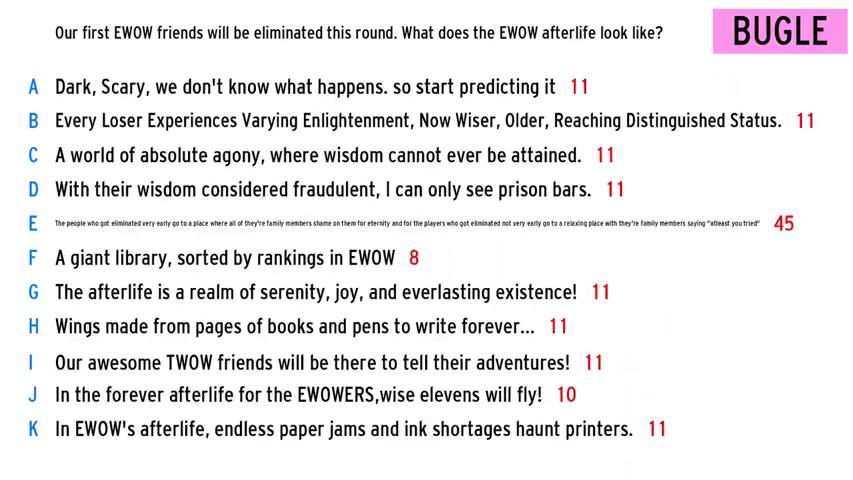 Our first EWOW friends will be eliminated this round. What does the EWOW afterlife look like?
BUGLE
A Dark, Scary, we don't know what happens. so start predicting it 11
B Every Loser Experiences Varying Enlightenment, Now Wiser, Older, Reaching Distinguished Status. 11
C A world of absolute agony, where wisdom cannot ever be attained. 11
D With their wisdom considered fraudulent, I can only see prison bars. 11
E The people who got eliminated very early go to a place where all of they're family members shame on them for eternity and for the players who got eliminated not very early go to a relaxing place with they're family members saying "atleast you tried" 45
F A giant library, sorted by rankings in EWOW 8
G The afterlife is a realm of serenity, joy, and everlasting existence! 11
H Wings made from pages of books and pens to write forever... 11
I Our awesome TWOW friends will be there to tell their adventures! 11
J In the forever afterlife for the EWOWERS,wise elevens will fly! 10
K In EWOW's afterlife, endless paper jams and ink shortages haunt printers. 11